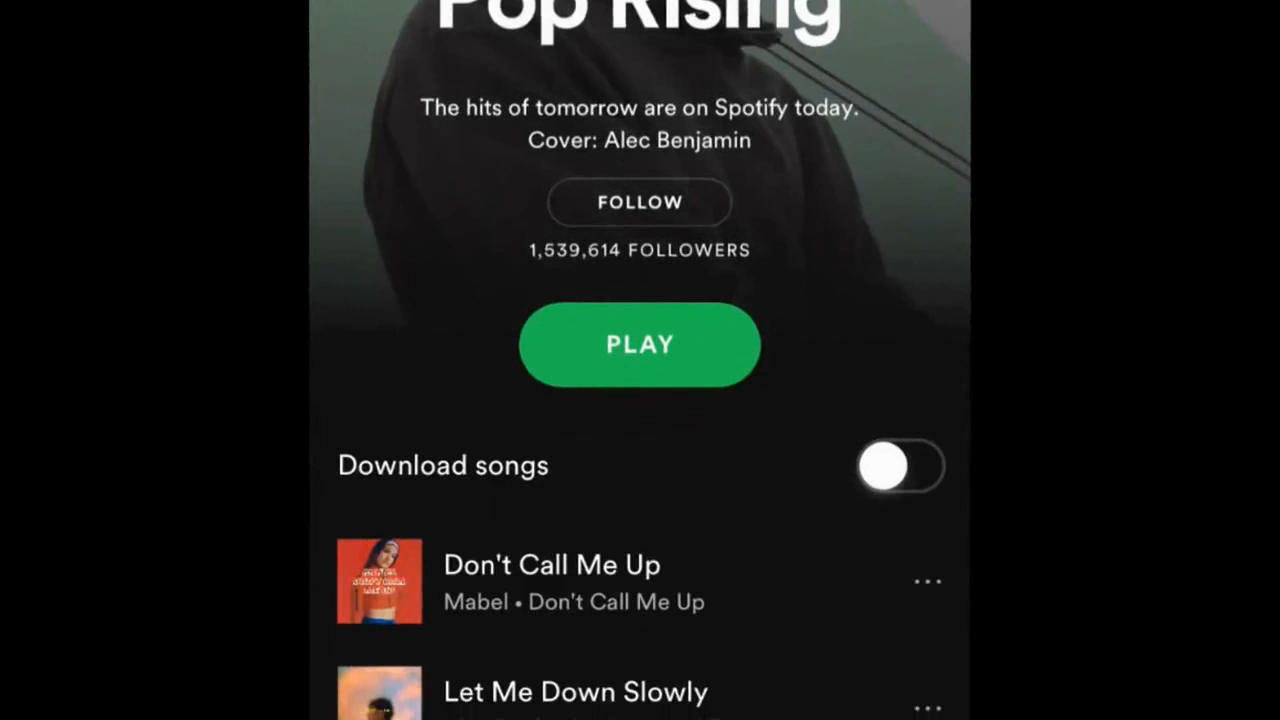 Pop Rising
The hits of tomorrow are on Spotify today.
Cover: Alec Benjamin
FOLLOW
1,539,614 FOLLOWERS
PLAY
Download songs
Don't Call Me Up
Mabel • Don't Call Me Up
Let Me Down Slowly